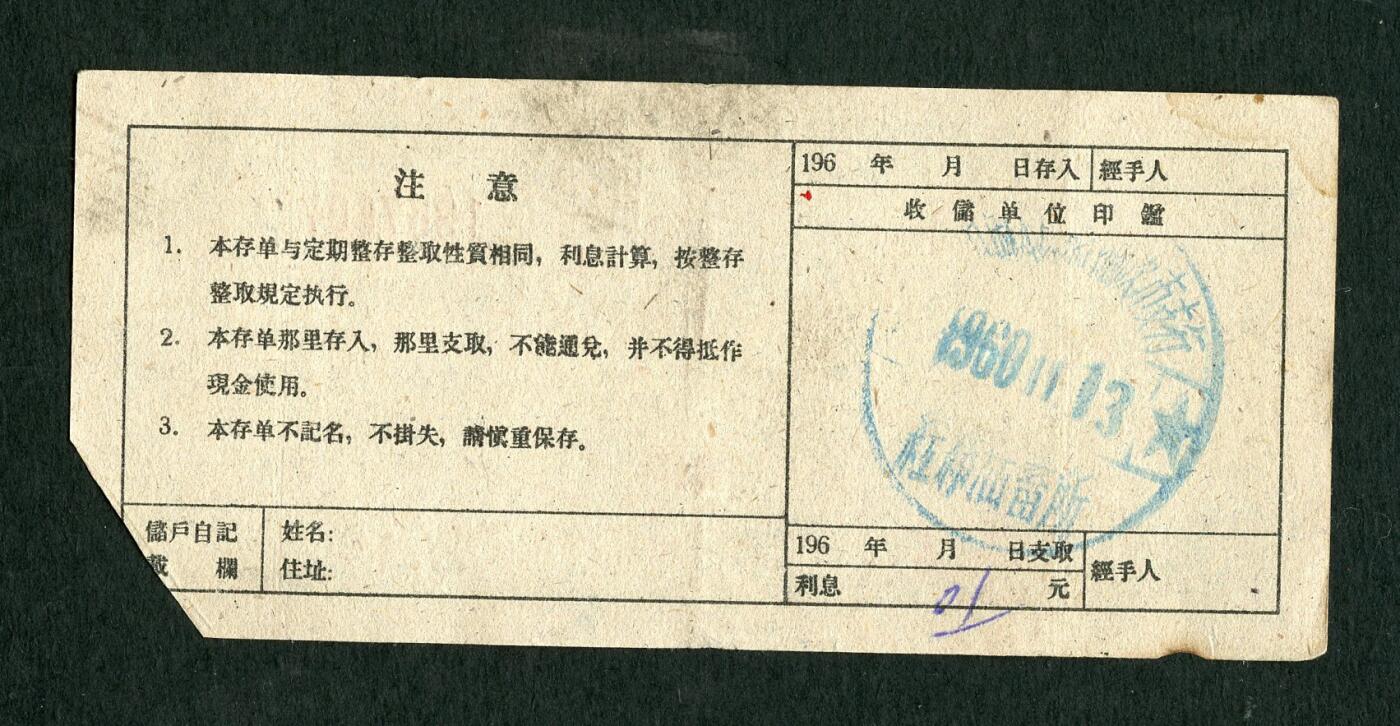 注 意
1. 本存单与定期整存整取性質相同，利息計算，按整存
整取規定执行。
2. 本存单那里存入，那里支取，不能通兌，并不得抵作
現金使用。
3. 本存单不記名，不掛失，請慎重保存。
儲戶自記
載 欄
姓名:
住址:
196 年 月 日存入
經手人
收儲单位印鑑
1960 11 13
196 年 月 日支取
經手人
利息 元